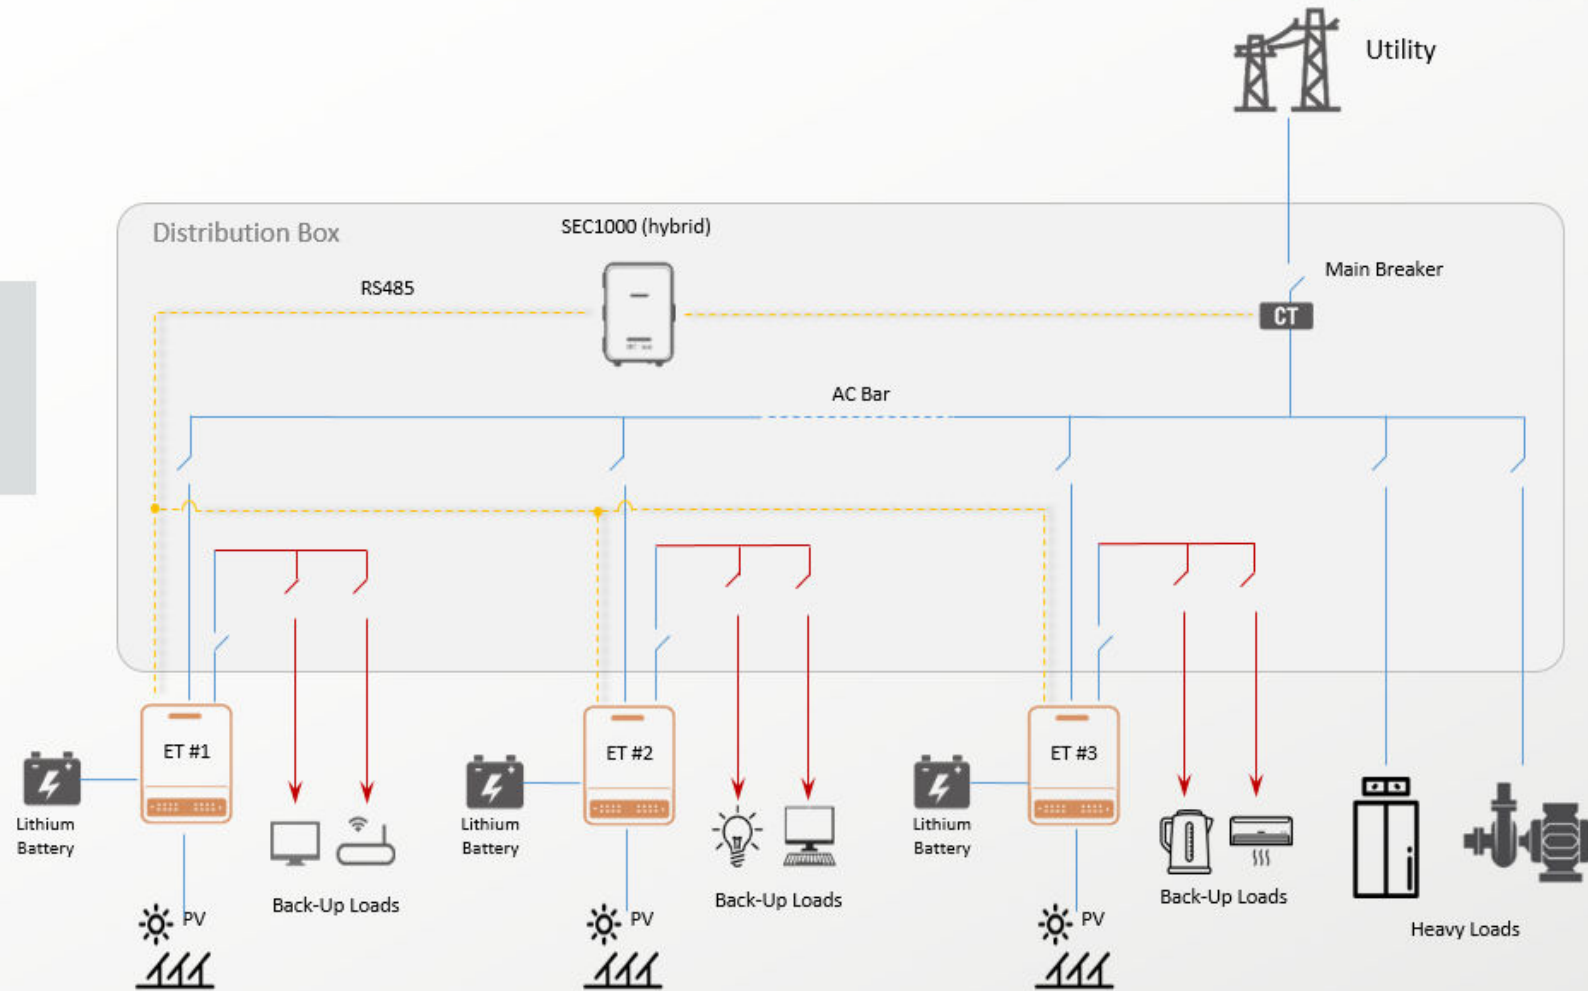 Utility
Distribution Box
SEC1000 (hybrid)
Main Breaker
RS485
CT
AC Bar
ET #1
ET #2
ET #3
Lithium
Battery
Lithium
Battery
Lithium
Battery
Back-Up Loads
Back-Up Loads
Back-Up Loads
PV
PV
PV
Heavy Loads